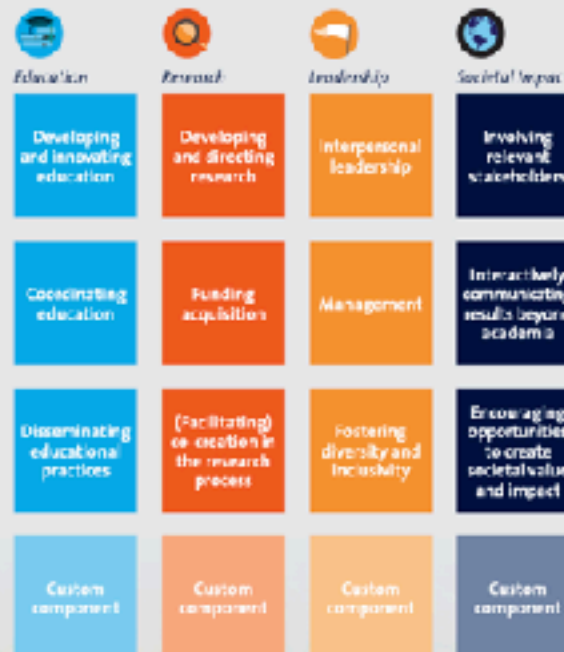 Education
Research
Leadership
Societal Impac
Developing
and innovating
education
Developing
and directing
research
Interpersonal
leadership
Involving
relevant
stakeholders
Coordinating
education
Funding
acquisition
Management
Interactively
communicating
results beyond
academia
Disseminating
educational
practices
(Facilitating)
co-creation in
the research
process
Fostering
diversity and
inclusivity
Encouraging
opportunities
to create
societal value
and impact
Custom
component
Custom
component
Custom
component
Custom
component